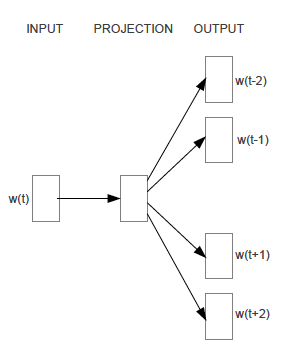 INPUT PROJECTION OUTPUT
w(t-2)
w(t-1)
w(t)
w(t+1)
w(t+2)